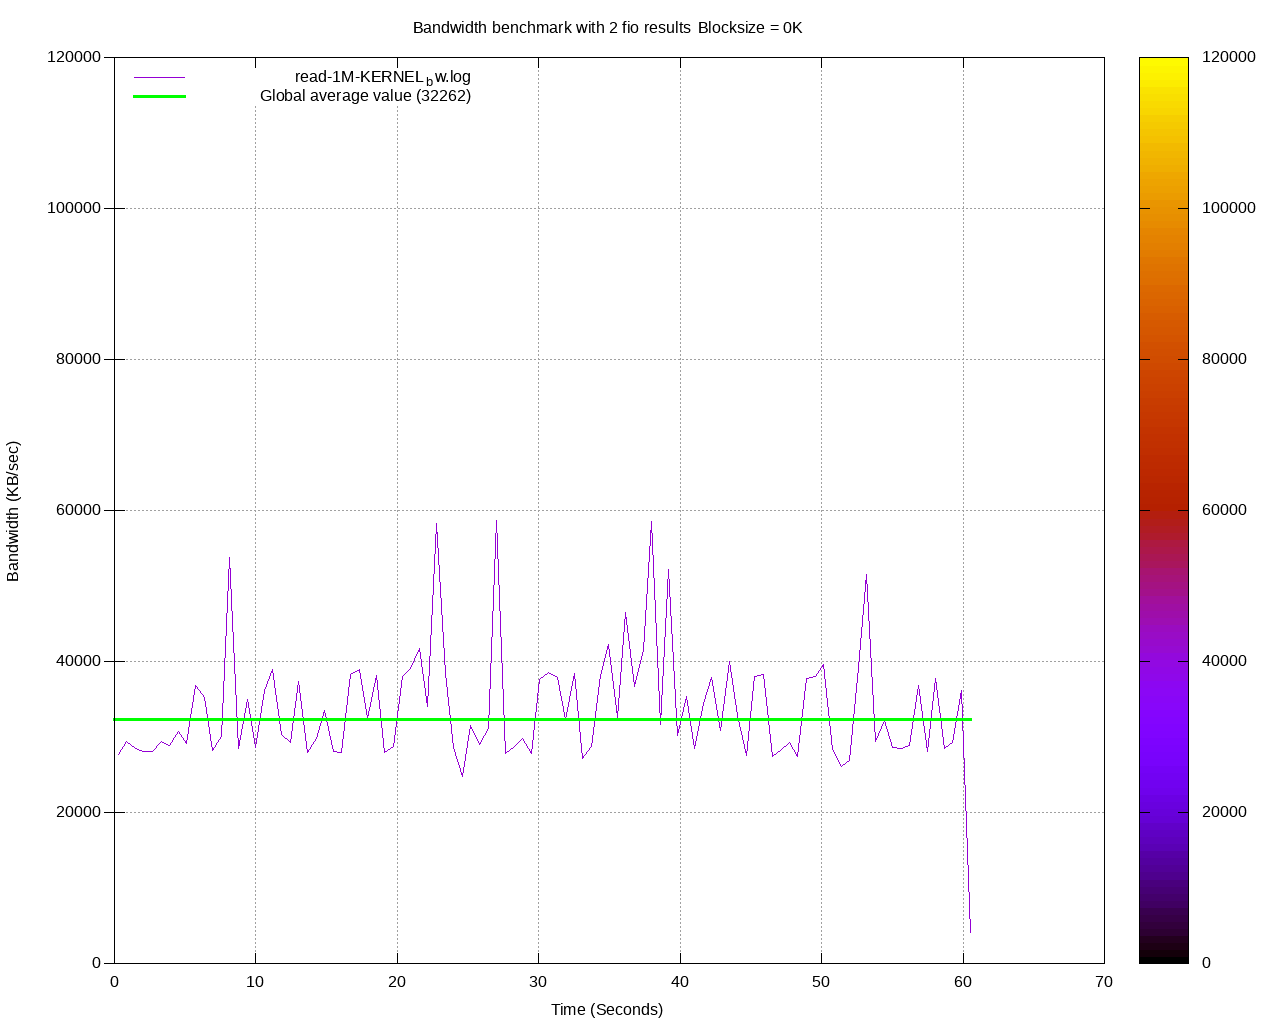 Bandwidth benchmark with 2 fio results Blocksize = 0K
120000
100000
80000
60000
40000
20000
0
Bandwidth (KB/sec)
read-1M-KERNELbw.log
Global average value (32262)
0 10 20 30 40 50 60 70
Time (Seconds)
120000
100000
80000
60000
40000
20000
0